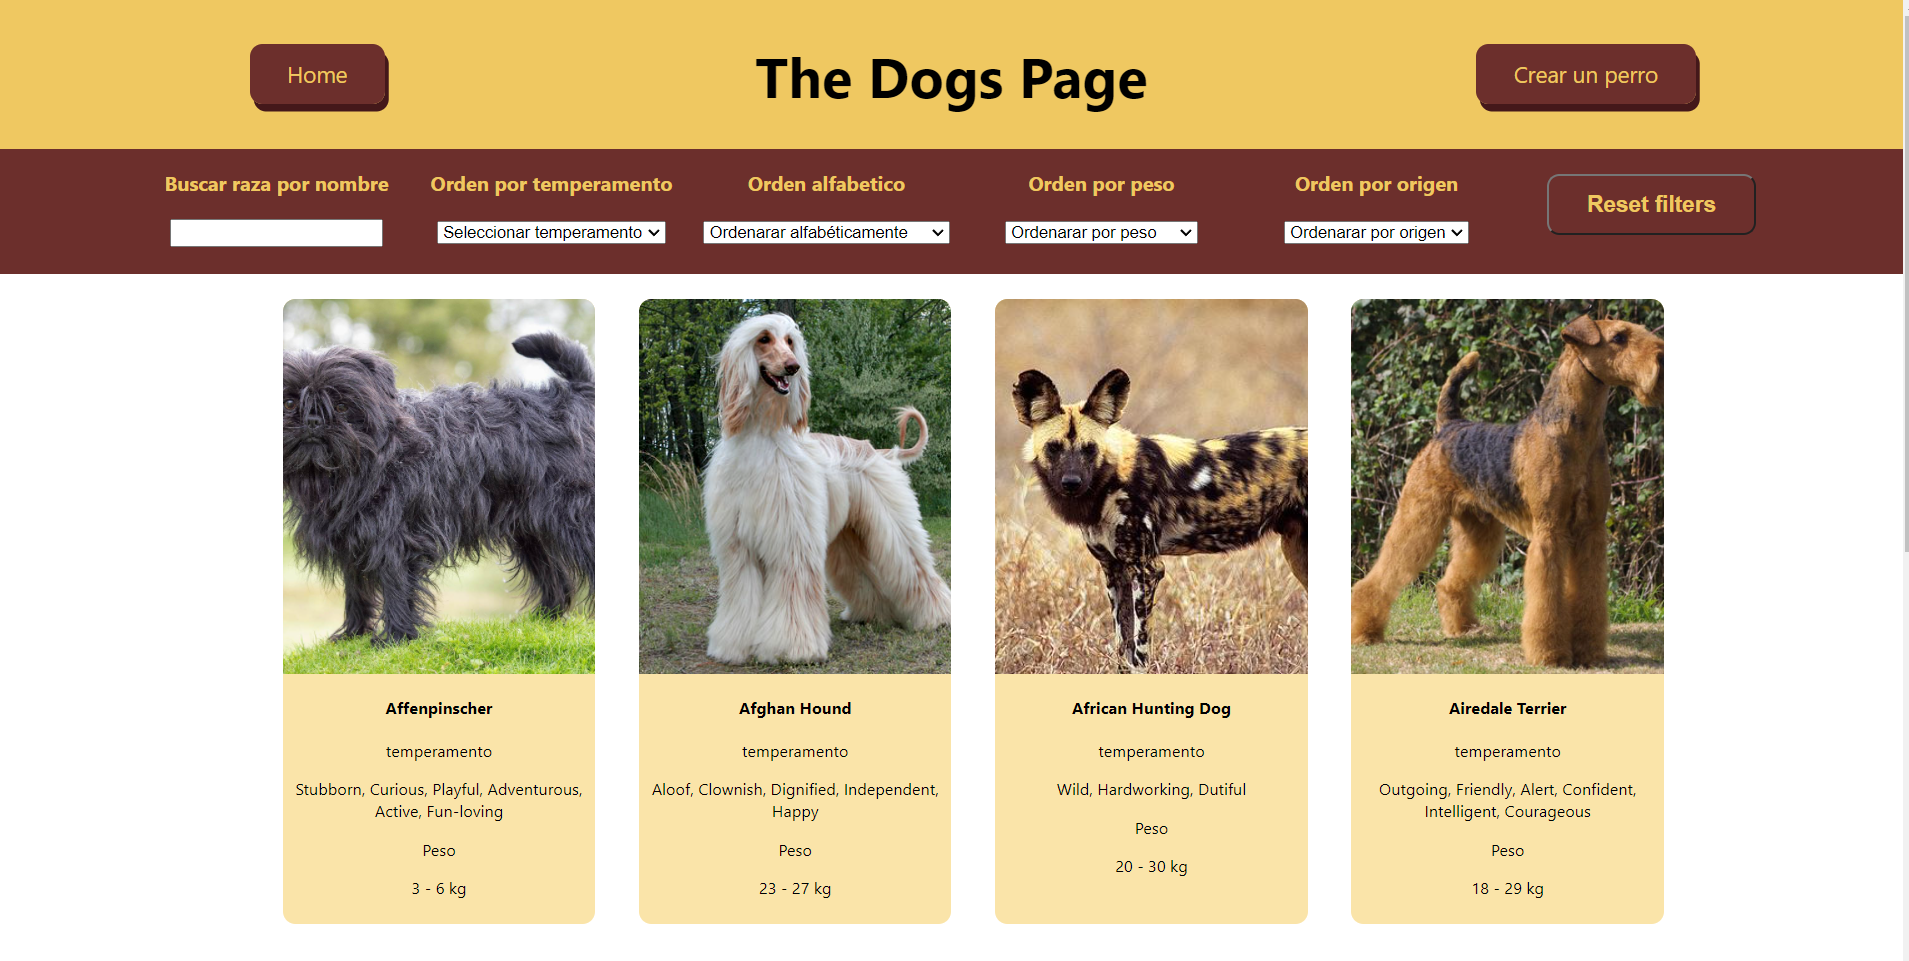 Home
The Dogs Page
Crear un perro
Buscar raza por nombre
Orden por temperamento
Orden alfabetico
Orden por peso
Orden por origen
Reset filters
Seleccionar temperamento
Ordenarar alfabéticamente
Ordenarar por peso
Ordenarar por origen
Affenpinscher
temperamento
Stubborn, Curious, Playful, Adventurous,
Active, Fun-loving
Peso
3 - 6 kg
Afghan Hound
temperamento
Aloof, Clownish, Dignified, Independent,
Happy
Peso
23 - 27 kg
African Hunting Dog
temperamento
Wild, Hardworking, Dutiful
Peso
20 - 30 kg
Airedale Terrier
temperamento
Outgoing, Friendly, Alert, Confident,
Intelligent, Courageous
Peso
18 - 29 kg